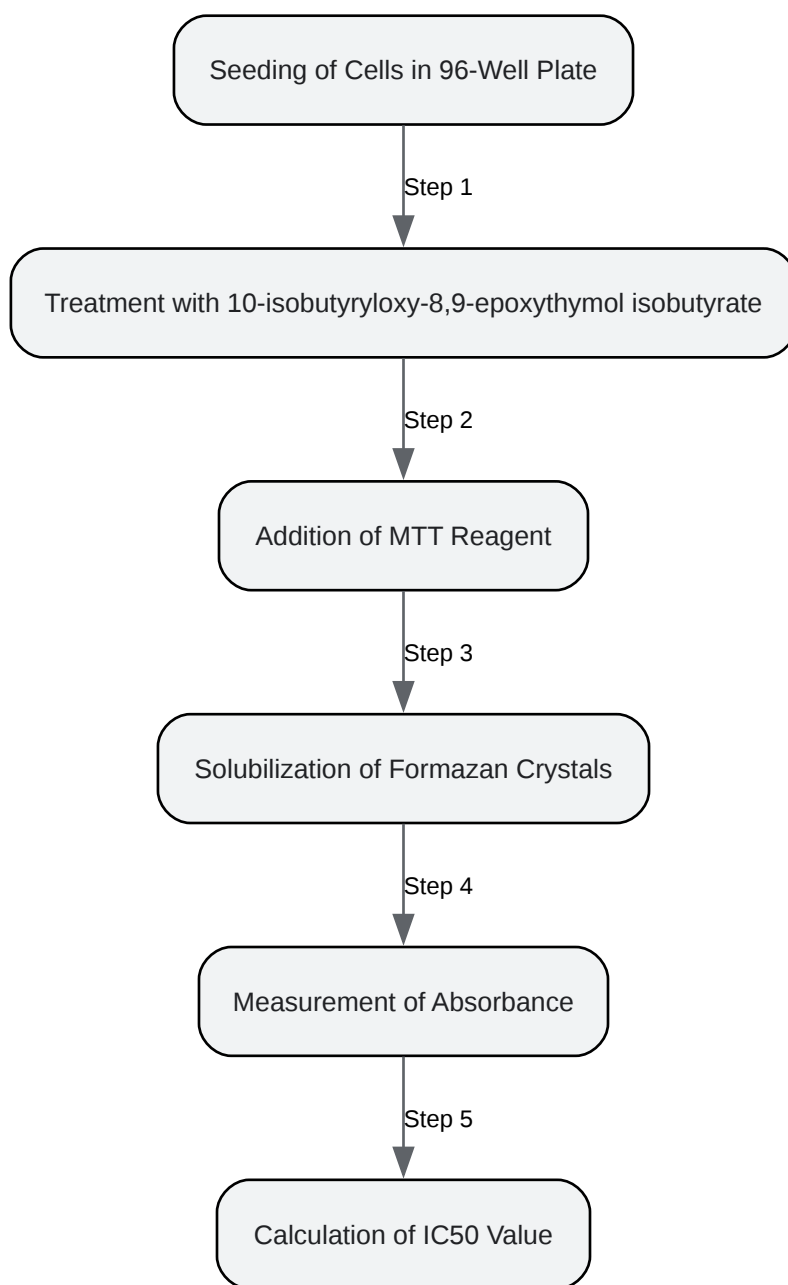 Seeding of Cells in 96-Well Plate
Step 1
Treatment with 10-isobutyryloxy-8,9-epoxythymol isobutyrate
Step 2
Addition of MTT Reagent
Step 3
Solubilization of Formazan Crystals
Step 4
Measurement of Absorbance
Step 5
Calculation of IC50 Value